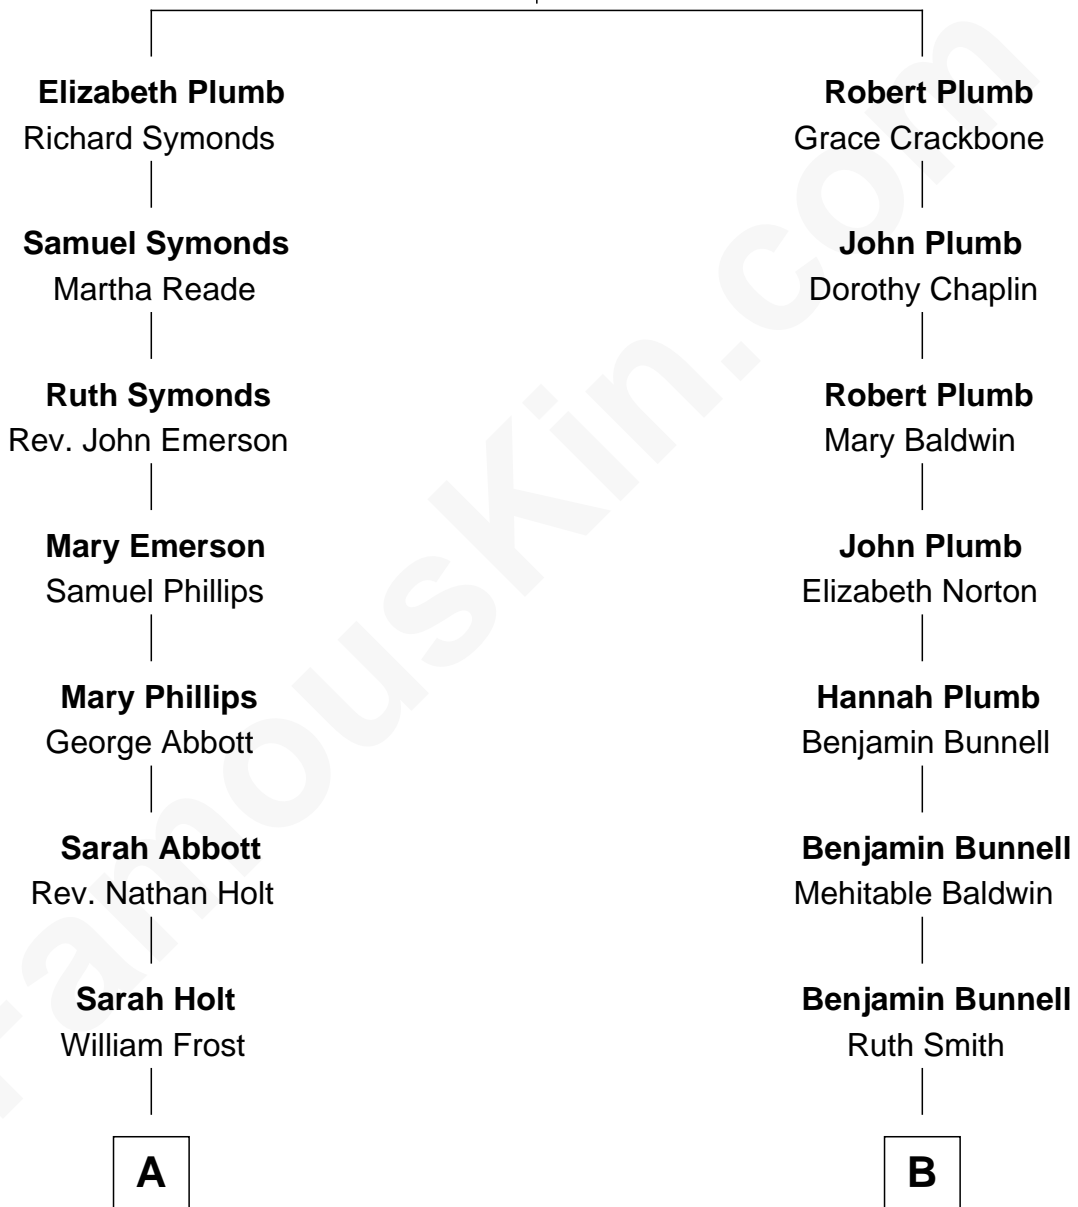 Elizabeth Plumb
Richard Symonds
Samuel Symonds
Martha Reade
Ruth Symonds
Rev. John Emerson
Mary Emerson
Samuel Phillips
Mary Phillips
George Abbott
Sarah Abbott
Rev. Nathan Holt
Sarah Holt
William Frost
A
Robert Plumb
Grace Crackbone
John Plumb
Dorothy Chaplin
Robert Plumb
Mary Baldwin
John Plumb
Elizabeth Norton
Hannah Plumb
Benjamin Bunnell
Benjamin Bunnell
Mehitable Baldwin
Benjamin Bunnell
Ruth Smith
B
FamousKin.com